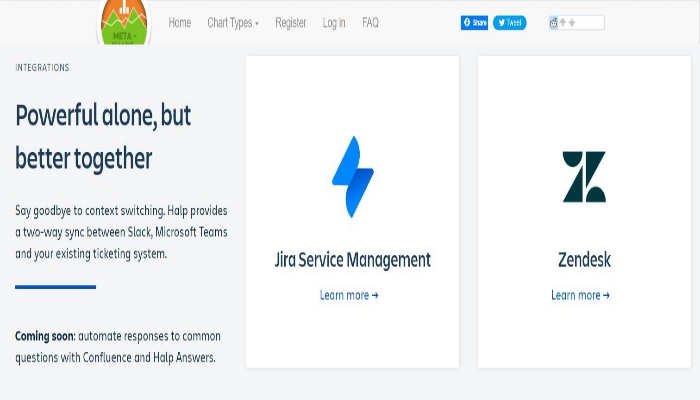 META -
Home Chart Types Register Log in FAQ
Share Tweet
INTEGRATIONS
Powerful alone, but
better together
Say goodbye to context switching. Halp provides
a two-way sync between Slack, Microsoft Teams
and your existing ticketing system.
Coming soon: automate responses to common
questions with Confluence and Halp Answers.
Jira Service Management
Learn more →
Zendesk
Learn more →